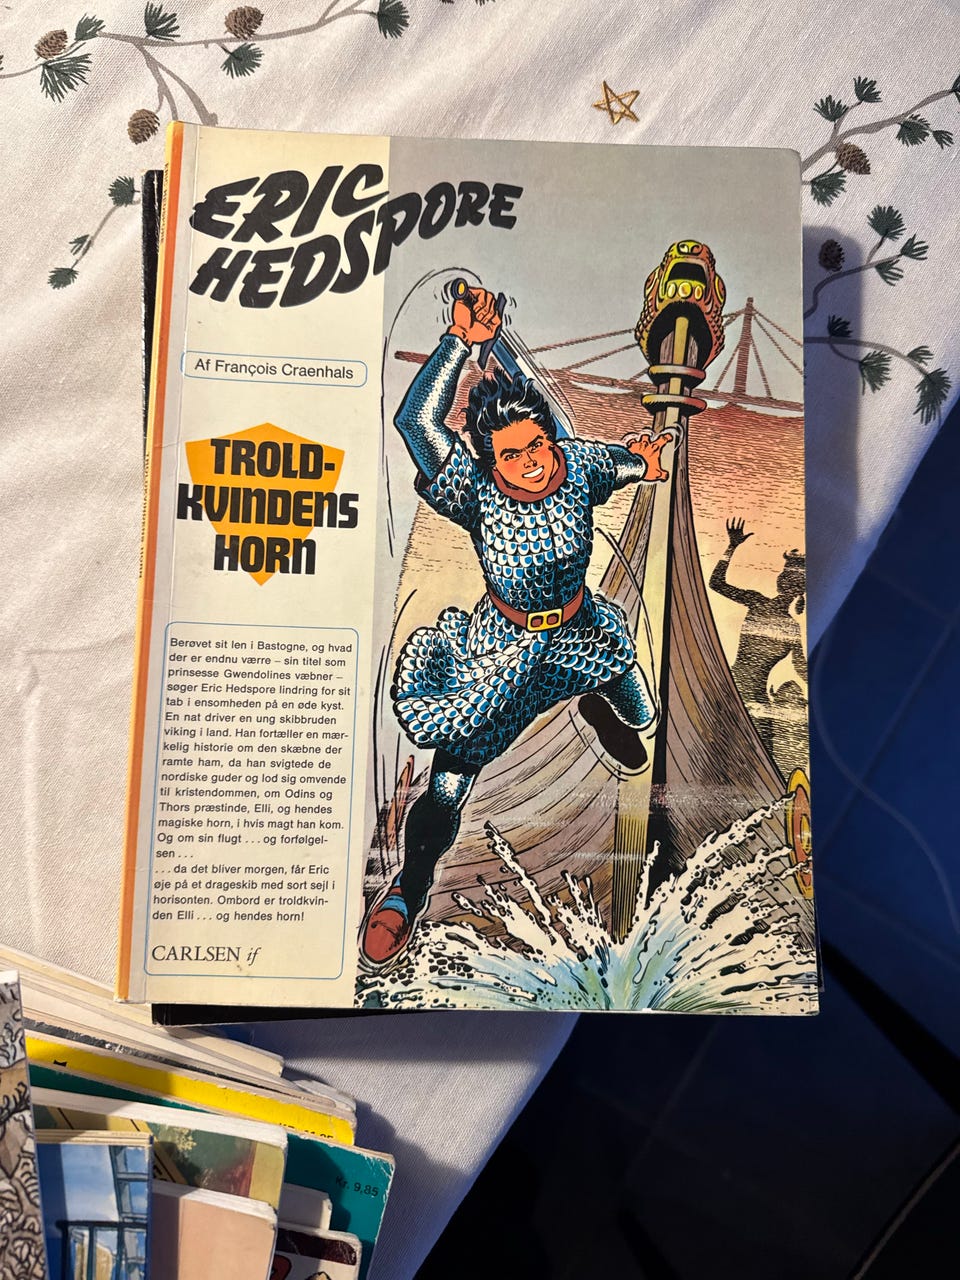 ERIC
HEDSPORE
Af François Craenhals
TROLD-
KVINDENS
HORN
Berøvet sit len i Bastogne, og hvad
der er endnu værre – sin titel som
prinsesse Gwendolines væbner –
søger Eric Hedspore lindring for sit
tab i ensomheden på en øde kyst.
En nat driver en ung skibbruden
viking i land. Han fortæller en mær-
kelig historie om den skæbne der
ramte ham, da han svigtede de
nordiske guder og lod sig omvende
til kristendommen, om Odins og
Thors præstinde, Elli, og hendes
magiske horn, i hvis magt han kom.
Og om sin flugt . . . og forfølgel-
sen . . .
. . . da det bliver morgen, får Eric
øje på et drageskib med sort sejl i
horisonten. Ombord er troldkvin-
den Elli . . . og hendes horn!
CARLSEN if
Kr. 9,85